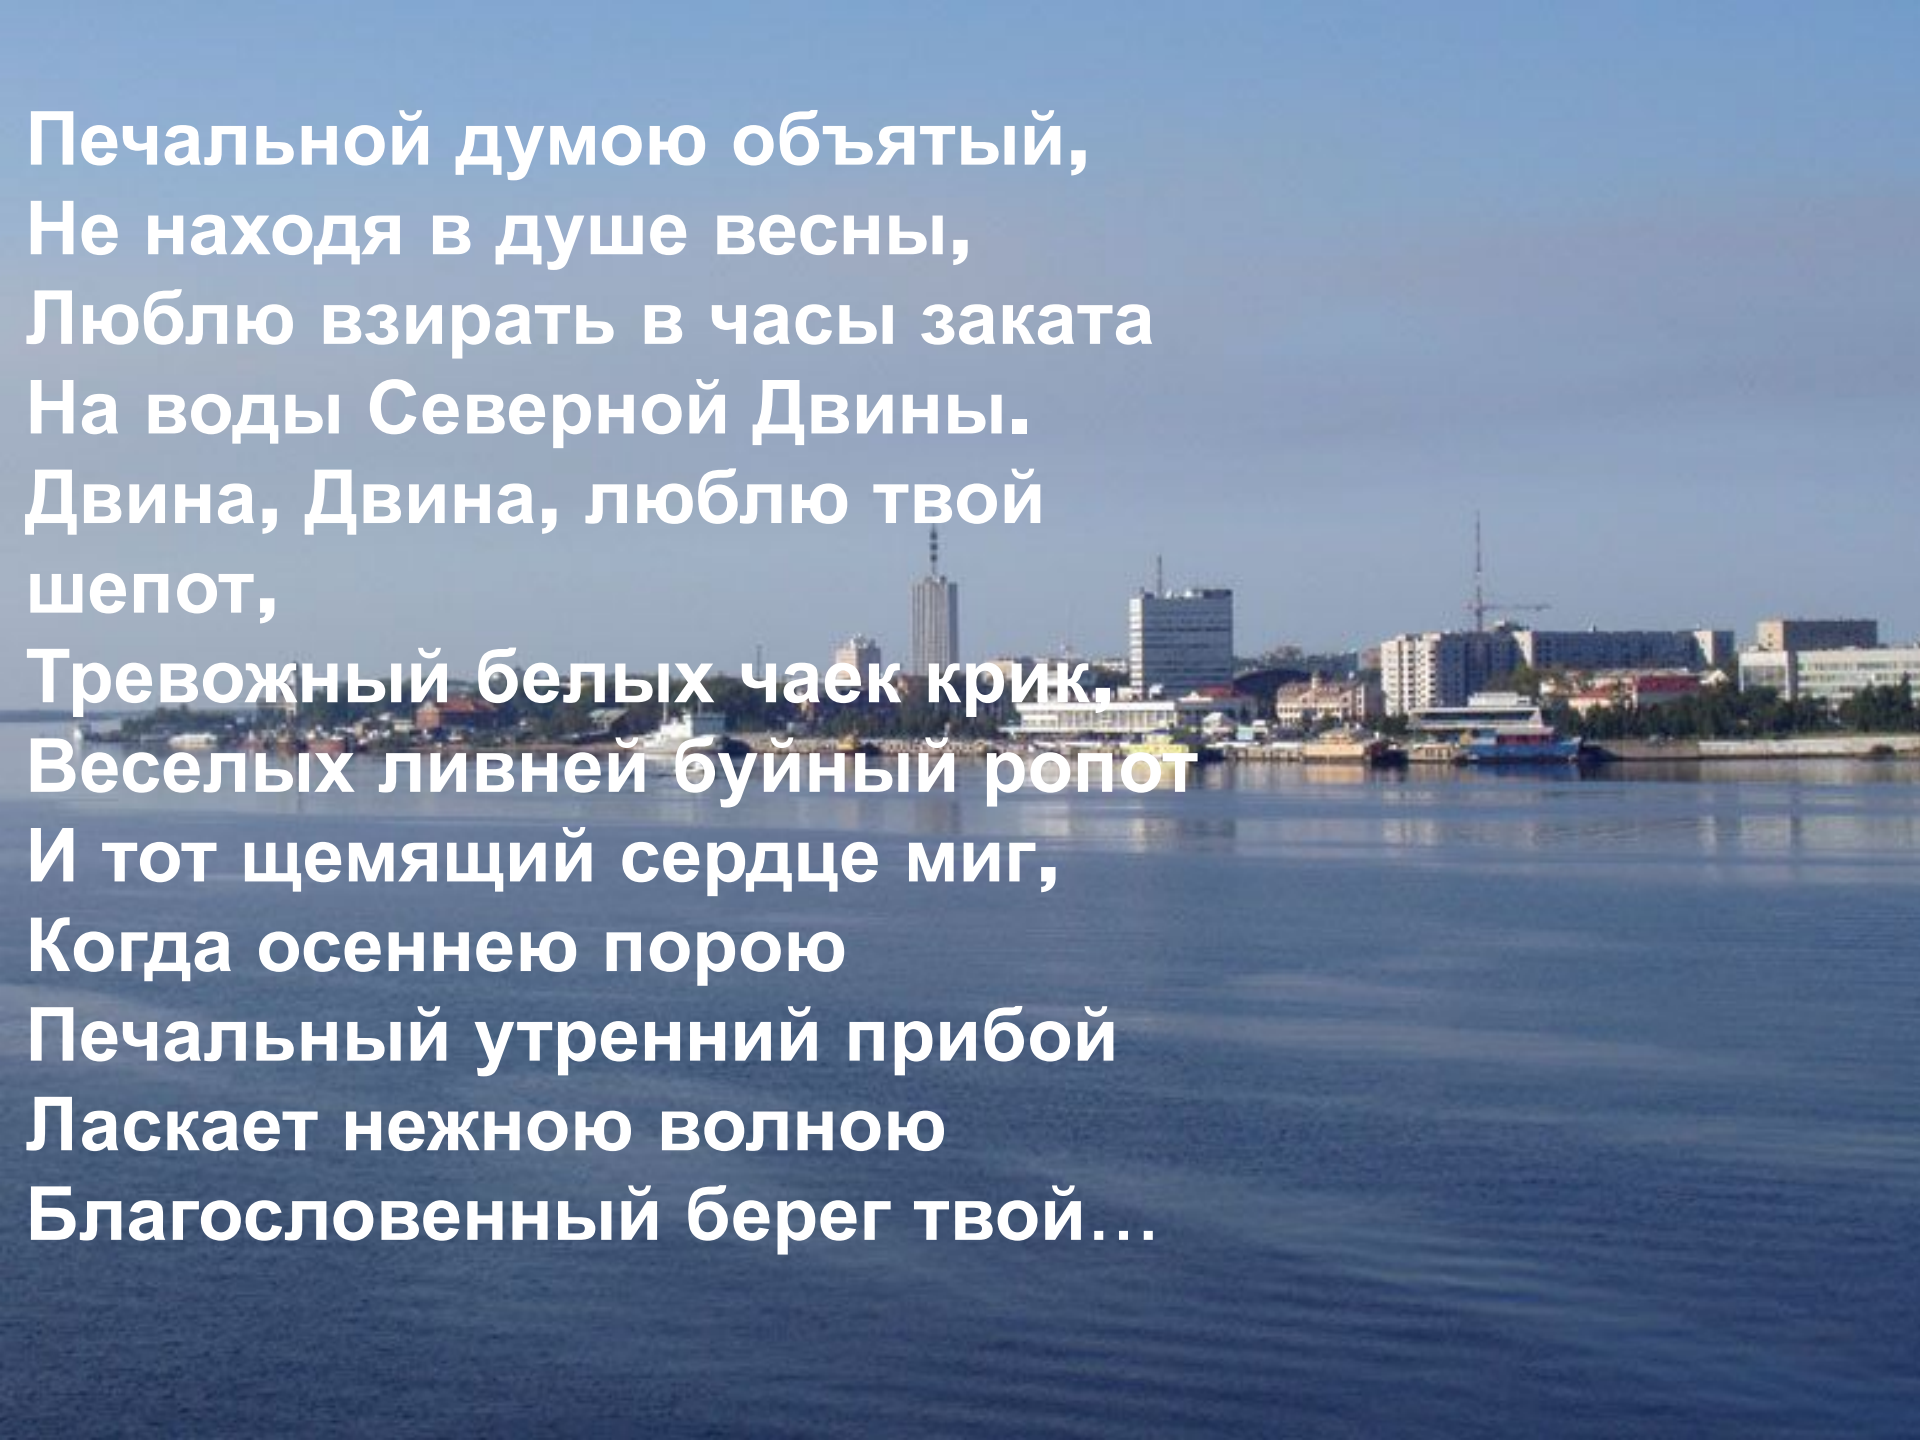 Печальной думою объятый,
Не находя в душе весны,
Люблю взирать в часы заката
На воды Северной Двины.
Двина, Двина, люблю твой
шепот,
Тревожный белых чаек крик,
Веселых ливней буйный ропот
И тот щемящий сердце миг,
Когда осеннею порою
Печальный утренний прибой
Ласкает нежною волною
Благословенный берег твой…